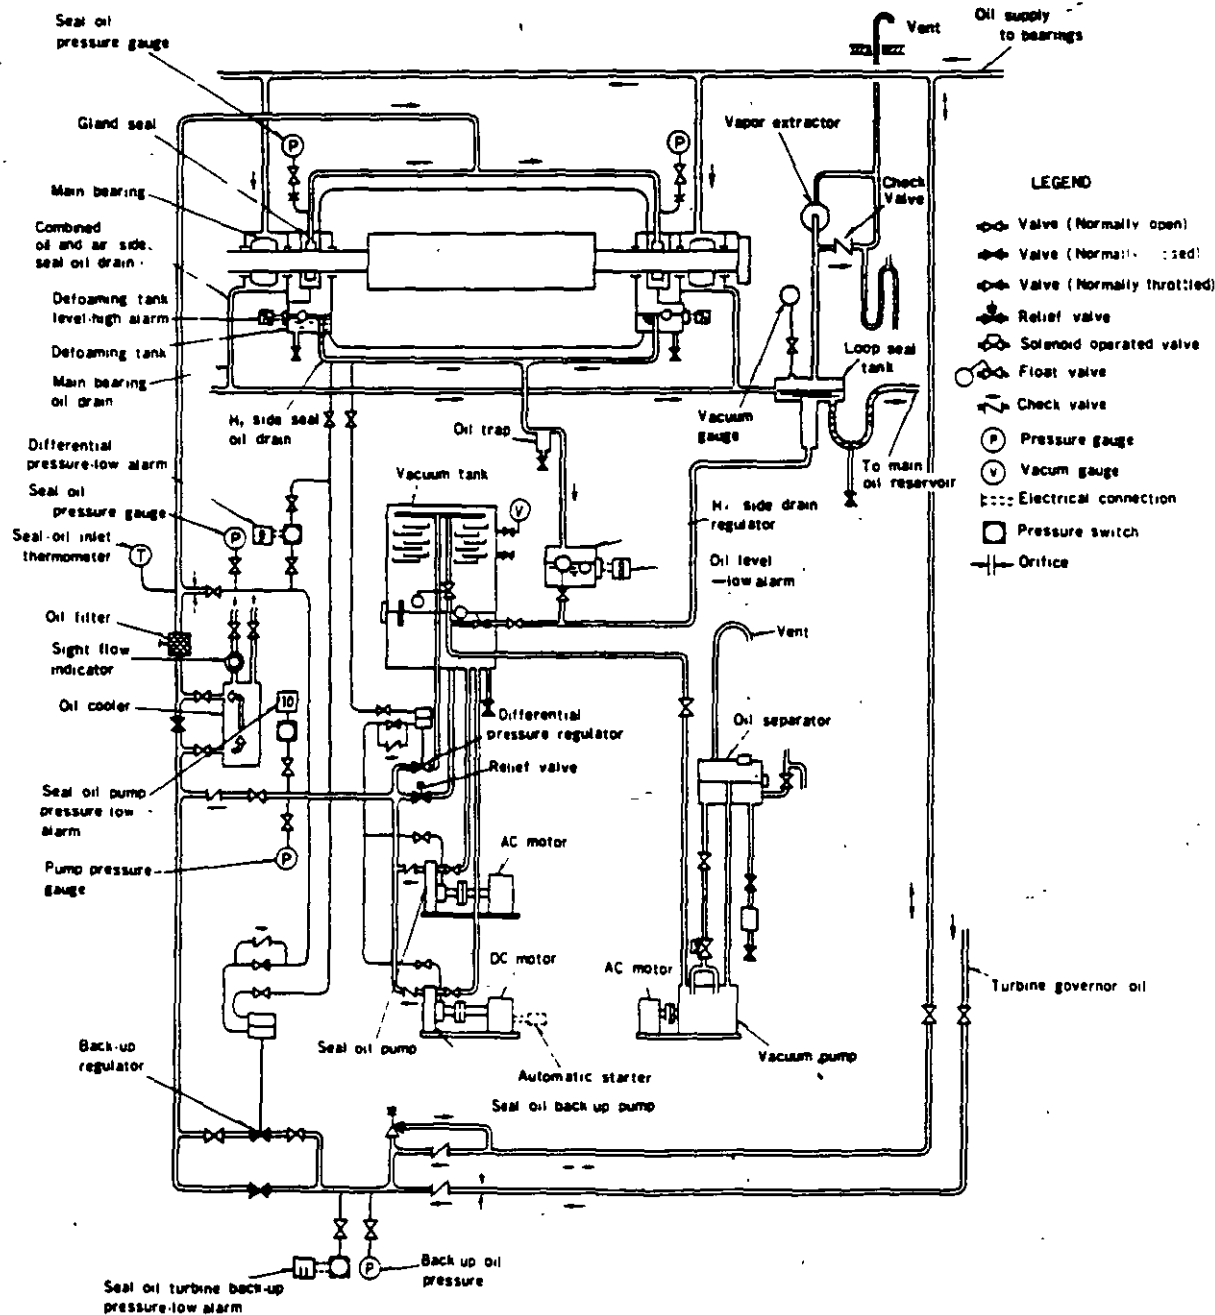 Seal oil
pressure gauge
Gland seal
Main bearing
Combined
oil and air side,
seal oil drain
Defoaming tank
level-high alarm
Defoaming tank
Main bearing
oil drain
Differential
pressure-low alarm
Seal oil
pressure gauge
Seal-oil inlet
thermometer
Oil filter
Sight flow
indicator
Oil cooler
Seal oil pump
pressure low
alarm
Pump pressure
gauge
Back-up
regulator
Seal oil turbine back-up
pressure-low alarm
Back up oil
pressure
P
P
P
T
P
P
V
10
H, side seal
oil drain
Oil trap
Vacuum tank
Differential
pressure regulator
Relief valve
AC motor
DC motor
Seal oil pump
Automatic starter
Seal oil back up pump
AC motor
Vacuum pump
Oil separator
Vent
H, side drain
regulator
Oil level
-low alarm
Vacuum
gauge
To main
oil reservoir
Loop seal
tank
Check
Valve
Vapor extractor
Vent
Oil supply
to bearings
Turbine governor oil
LEGEND
Valve (Normally open)
Valve (Normall
Valve (Normally throttled)
Relief valve
Solenoid operated valve
Float valve
Check valve
P Pressure gauge
V Vacum gauge
Electrical connection
Pressure switch
Orifice